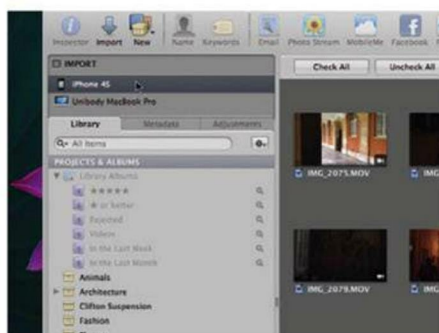 Inspector Import New Name Keywords Email Photo Stream MobileMe Facebook
IMPORT
Check All Uncheck All
iPhone 4S
Unibody MacBook Pro
Library Metadata Adjustments
All Items
PROJECTS & ALBUMS
Library Albums
★★★★★
★ or better
Rejected
Videos
In the Last Week
In the Last Month
Animals
Architecture
Clifton Suspension
Fashion
IMG_2075.MOV
IMG
IMG_2079.MOV
IMG